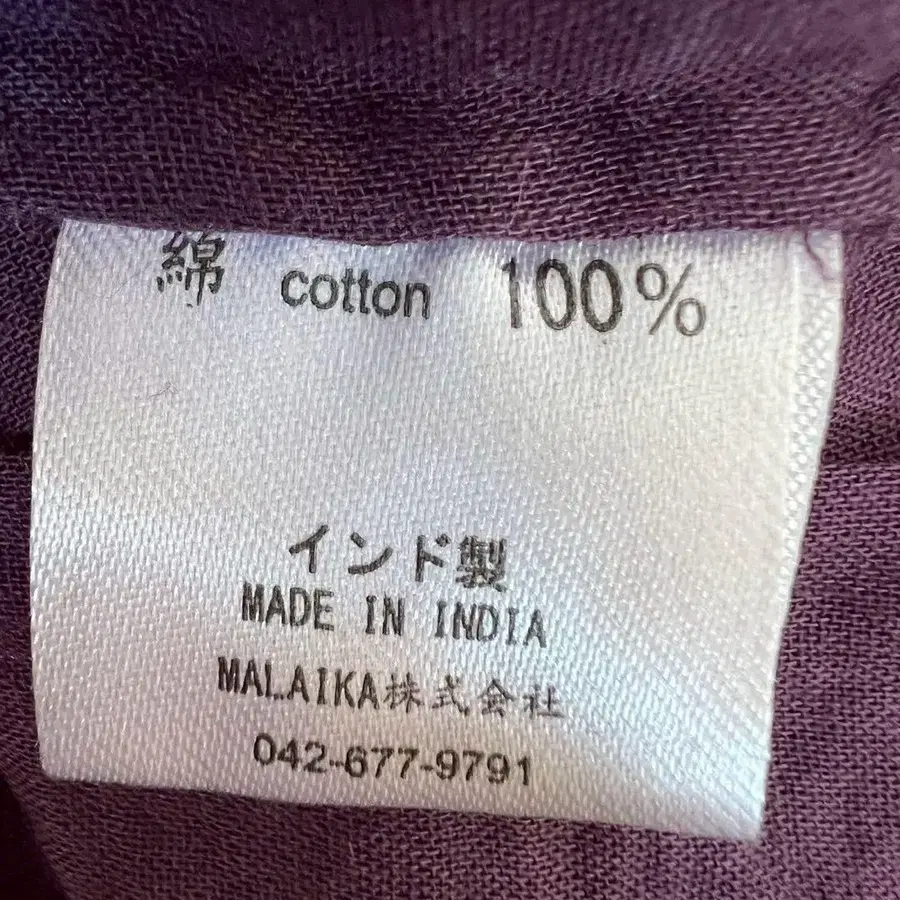 綿 cotton 100%
インド製
MADE IN INDIA
MALAIKA株式会社
042-677-9791